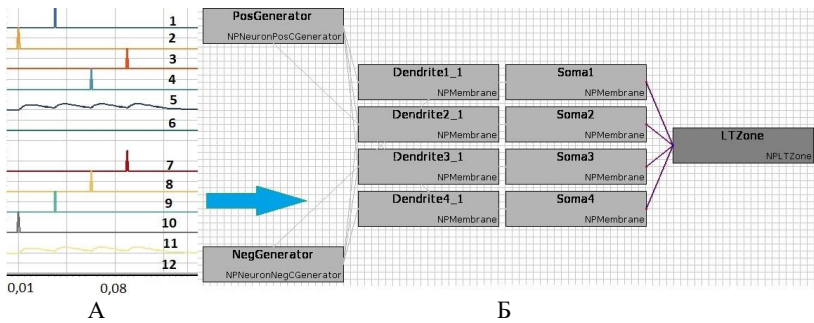 1
2
3
4
5
6
7
8
9
10
11
12
0,01 0,08
А
PosGenerator
NPNeuronPosCGenerator
Dendrite1_1
NPMembrane
Soma1
NPMembrane
Dendrite2_1
NPMembrane
Soma2
NPMembrane
LTZone
NPLTZone
Dendrite3_1
NPMembrane
Soma3
NPMembrane
Dendrite4_1
NPMembrane
Soma4
NPMembrane
NegGenerator
NPNeuronNegCGenerator
Б